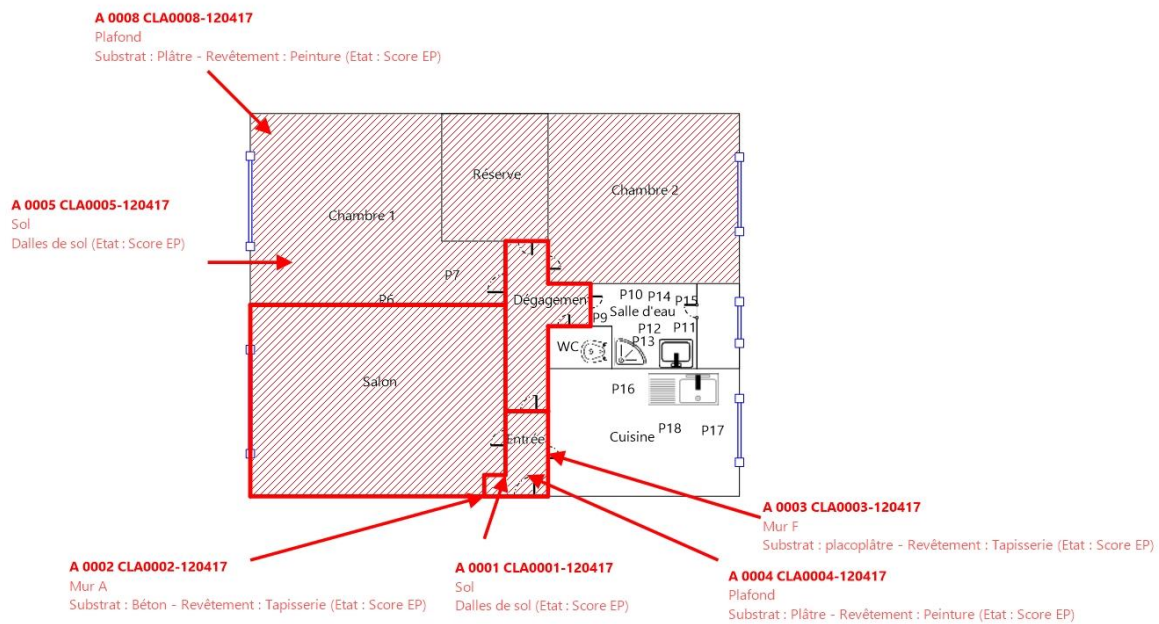 A 0008 CLA0008-120417
Plafond
Substrat : Plâtre - Revêtement : Peinture (Etat : Score EP)
Réserve
Chambre 2
Chambre 1
A 0005 CLA0005-120417
Sol
Dalles de sol (Etat : Score EP)
P7
P6
Dégagemen
P10
P14
P15
Salle d'eau
P9
P12
P11
P13
WC
Salon
P16
Entrée
Cuisine
P18
P17
A 0003 CLA0003-120417
Mur F
Substrat : placoplâtre - Revêtement : Tapisserie (Etat : Score EP)
A 0002 CLA0002-120417
Mur A
Substrat : Béton - Revêtement : Tapisserie (Etat : Score EP)
A 0001 CLA0001-120417
Sol
Dalles de sol (Etat : Score EP)
A 0004 CLA0004-120417
Plafond
Substrat : Plâtre - Revêtement : Peinture (Etat : Score EP)